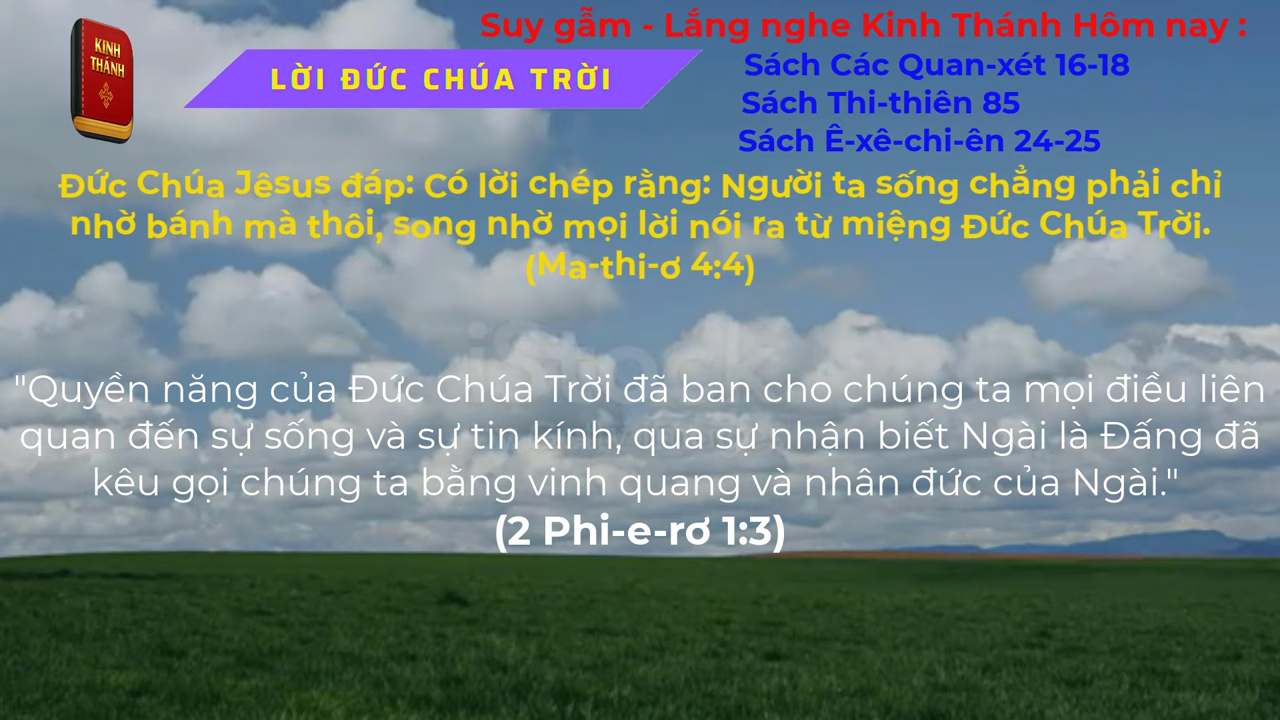 Suy gẫm - Lắng nghe Kinh Thánh Hôm nay :
KINH
THÁNH
LỜI ĐỨC CHÚA TRỜI
Sách Các Quan-xét 16-18
Sách Thi-thiên 85
Sách Ê-xê-chi-ên 24-25
Đức Chúa Jêsus đáp: Có lời chép rằng: Người ta sống chẳng phải chỉ
nhờ bánh mà thôi, song nhờ mọi lời nói ra từ miệng Đức Chúa Trời.
(Ma-thi-ơ 4:4)
iStock
"Quyền năng của Đức Chúa Trời đã ban cho chúng ta mọi điều liên
quan đến sự sống và sự tin kính, qua sự nhận biết Ngài là Đấng đã
kêu gọi chúng ta bằng vinh quang và nhân đức của Ngài."
(2 Phi-e-rơ 1:3)